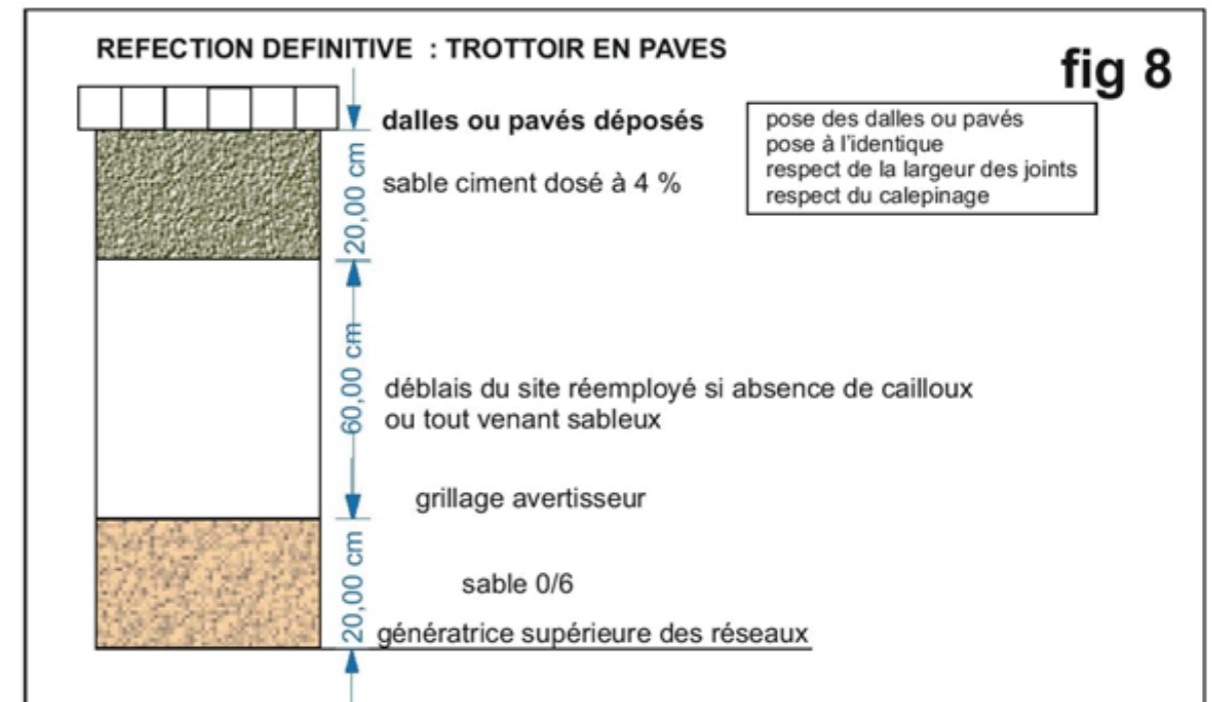 REFECTION DEFINITIVE : TROTTOIR EN PAVES
fig 8
dalles ou pavés déposés
pose des dalles ou pavés
pose à l'identique
respect de la largeur des joints
respect du calepinage
20,00 cm
sable ciment dosé à 4 %
60,00 cm
déblais du site réemployé si absence de cailloux
ou tout venant sableux
grillage avertisseur
20,00 cm
sable 0/6
génératrice supérieure des réseaux